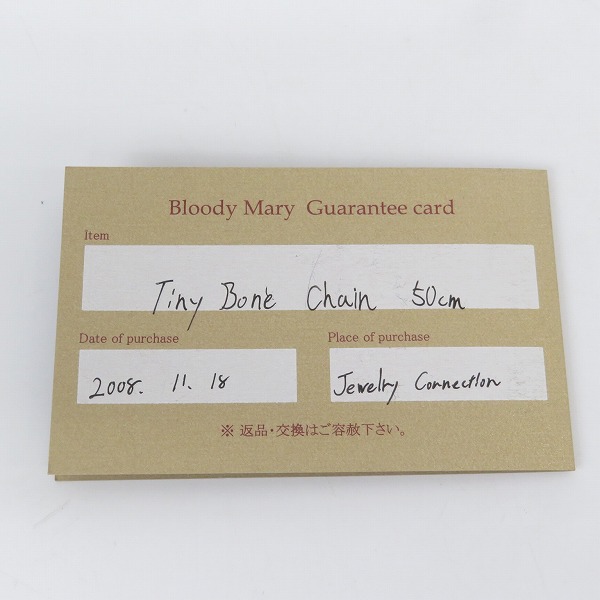 Bloody Mary Guarantee card
Item
Tiny Bone Chain 50cm
Date of purchase
Place of purchase
2008. 11. 18
Jewelry Connection
※ 返品・交換はご容赦下さい。